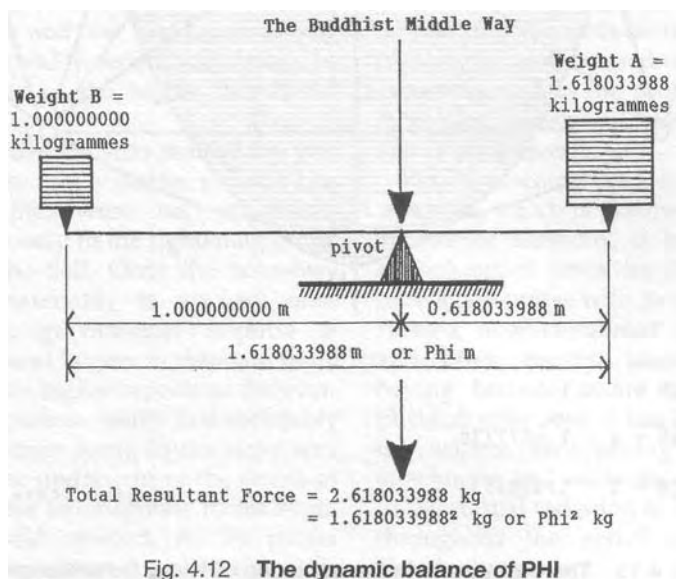 The Buddhist Middle Way
Weight A =
1.618033988
kilogrammes
Weight B =
1.000000000
kilogrammes
pivot
1.000000000 m
0.618033988 m
1.618033988 m or Phi m
Total Resultant Force = 2.618033988 kg
= 1.618033988² kg or Phi² kg
Fig. 4.12 The dynamic balance of PHI